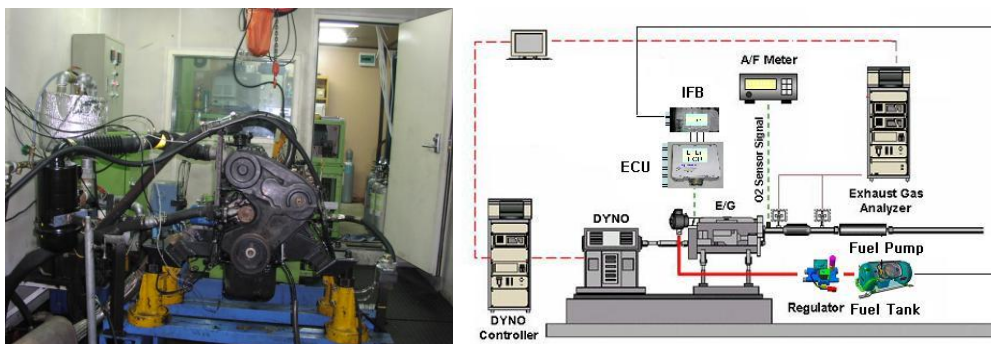 A/F Meter
IFB
ECU
O2 Sensor Signal
Exhaust Gas
Analyzer
DYNO
E/G
Fuel Pump
Regulator
Fuel Tank
DYNO
Controller